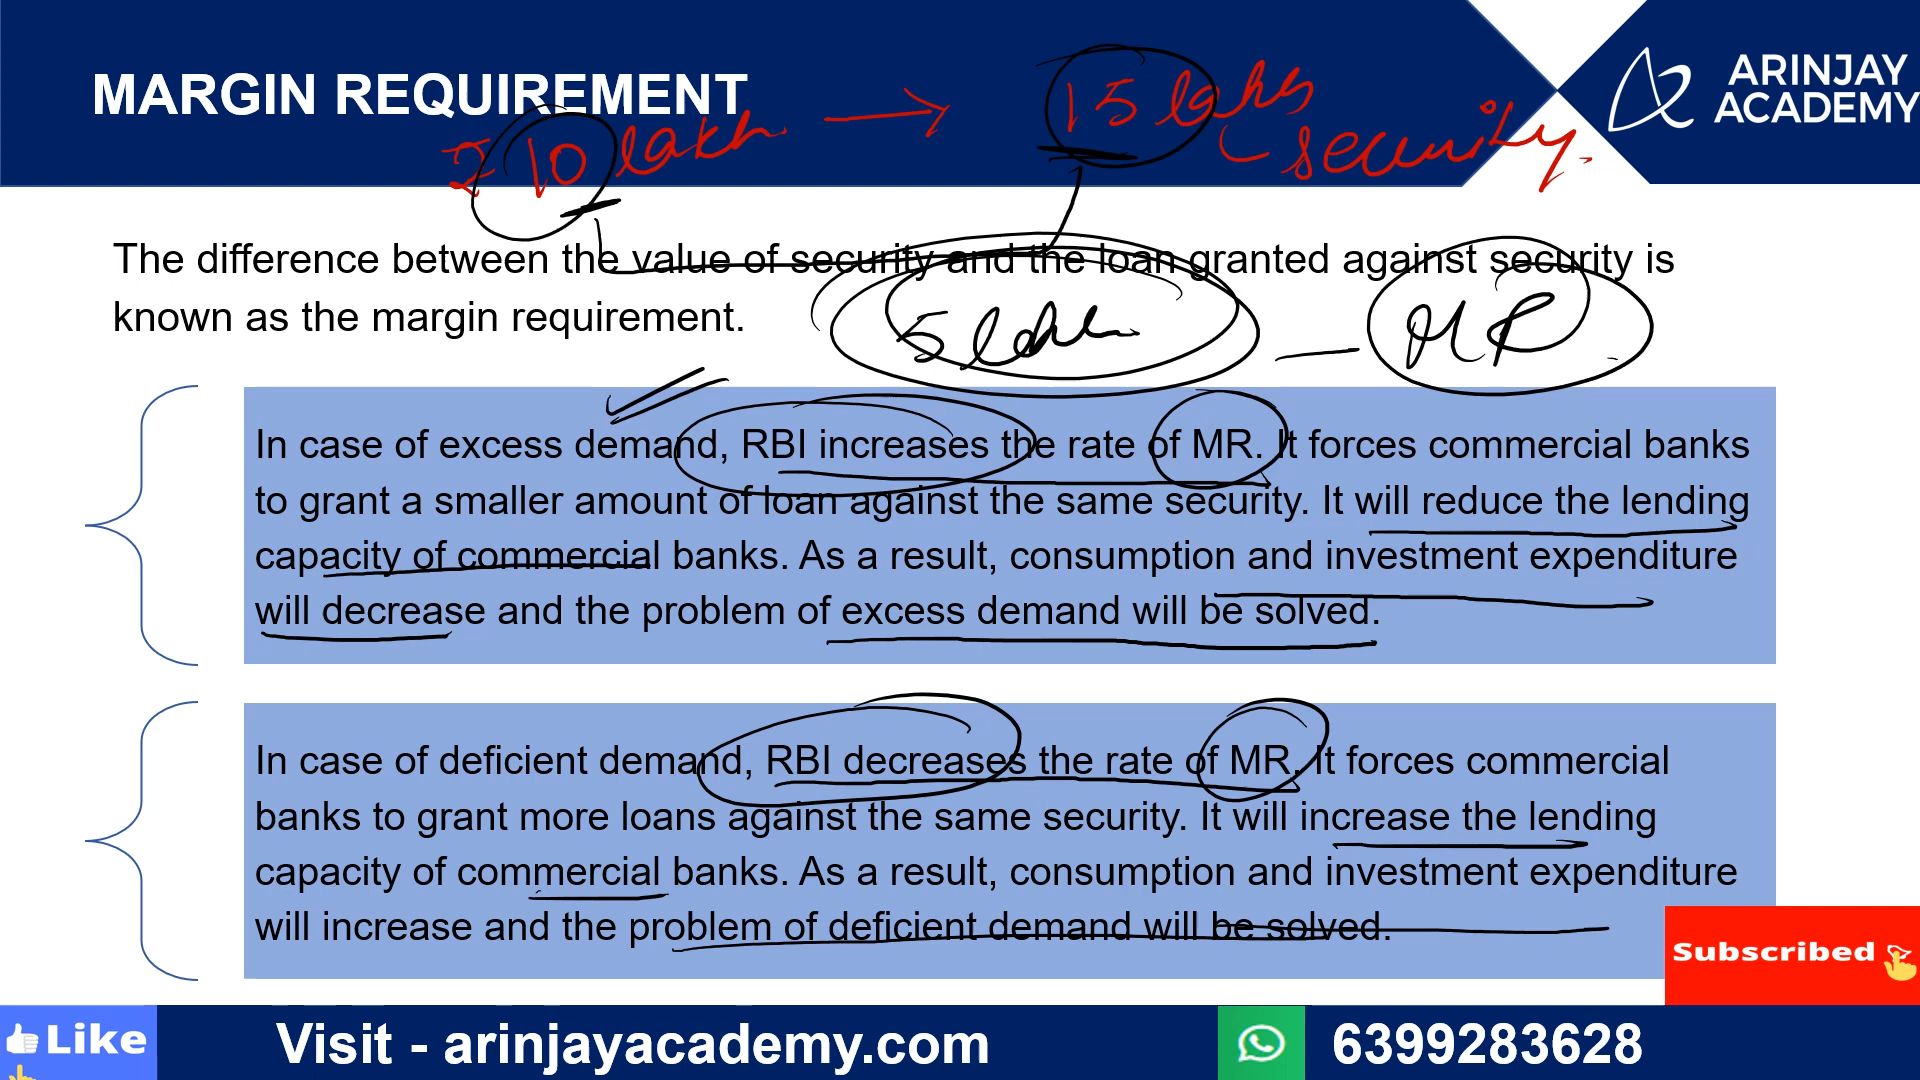 MARGIN REQUIREMENT
ARINJAY
ACADEMY
10 lakh → 15 lakhs
security.
The difference between the value of security and the loan granted against security is
known as the margin requirement.
5 lakh — MR
In case of excess demand, RBI increases the rate of MR. It forces commercial banks
to grant a smaller amount of loan against the same security. It will reduce the lending
capacity of commercial banks. As a result, consumption and investment expenditure
will decrease and the problem of excess demand will be solved.
In case of deficient demand, RBI decreases the rate of MR. It forces commercial
banks to grant more loans against the same security. It will increase the lending
capacity of commercial banks. As a result, consumption and investment expenditure
will increase and the problem of deficient demand will be solved.
Subscribed
Like
Visit - arinjayacademy.com
6399283628